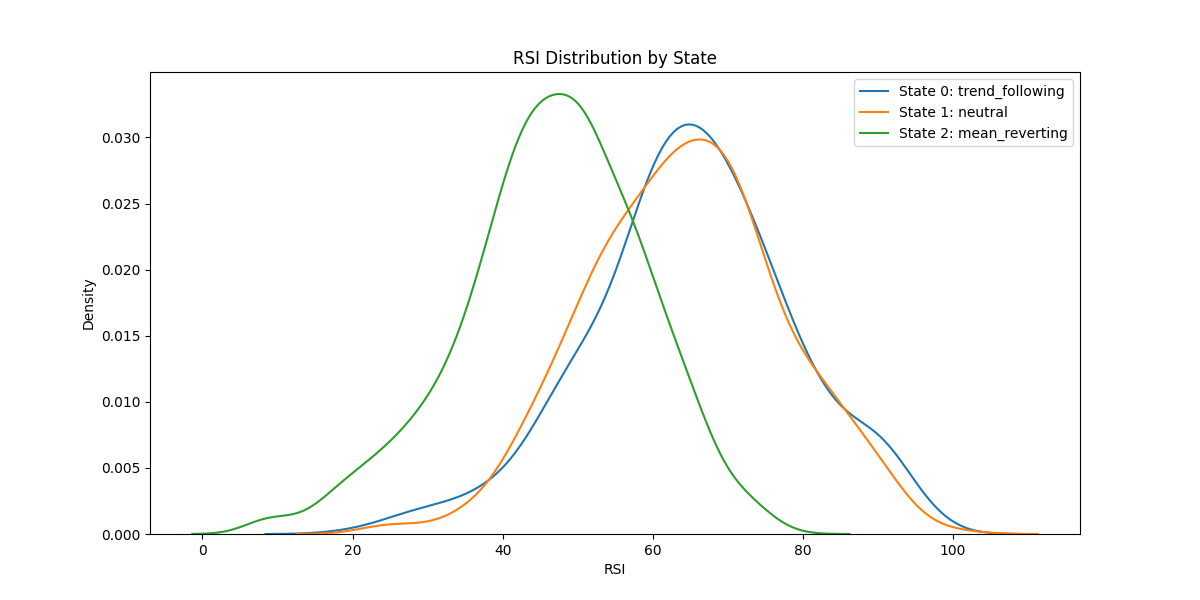 RSI Distribution by State
State 0: trend_following
State 1: neutral
State 2: mean_reverting
Density
0.030
0.025
0.020
0.015
0.010
0.005
0.000
0 20 40 60 80 100
RSI